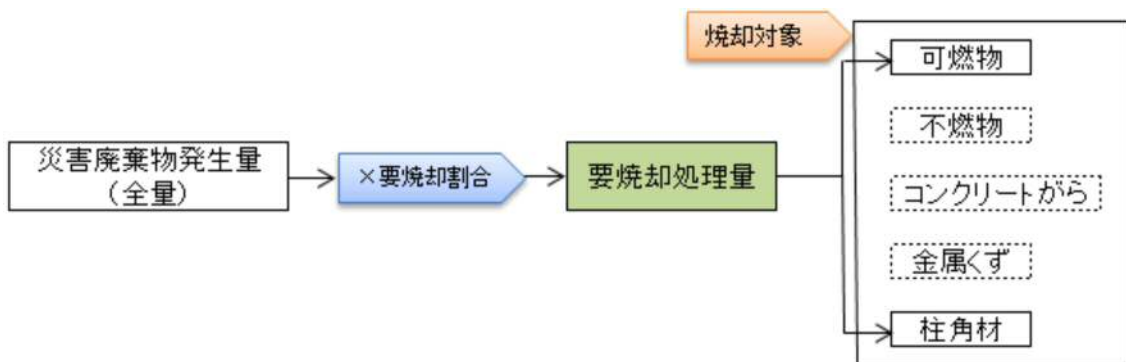 焼却対象
可燃物
不燃物
災害廃棄物発生量
(全量)
×要焼却割合
要焼却処理量
コンクリートがら
金属くず
柱角材